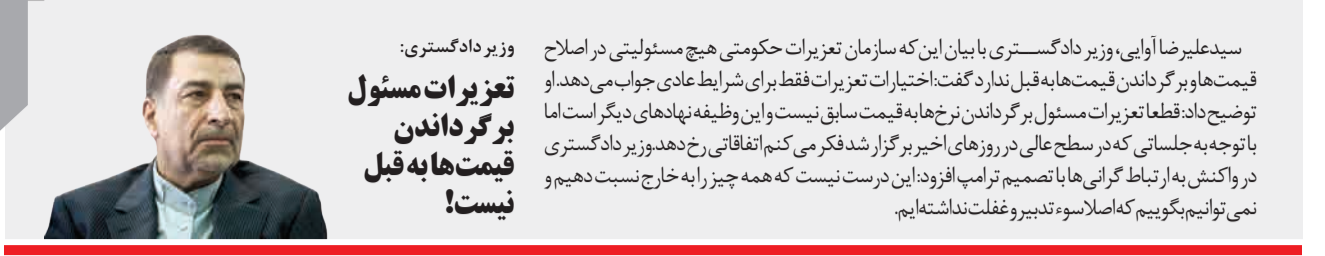 وزیر دادگستری:
تعزیرات مسئول
برگرداندن
قیمت‌ها به قبل
نیست!
سیدعلیرضا آوایی، وزیر دادگستری با بیان این که سازمان تعزیرات حکومتی هیچ مسئولیتی در اصلاح
قیمت‌ها و برگرداندن قیمت‌ها به قبل ندارد گفت: اختیارات تعزیرات فقط برای شرایط عادی جواب می‌دهد. او
توضیح داد: قطعا تعزیرات مسئول برگرداندن نرخ‌ها به قیمت سابق نیست و این وظیفه نهادهای دیگر است اما
با توجه به جلساتی که در سطح عالی در روزهای اخیر برگزار شد فکر می کنم اتفاقاتی رخ دهد. وزیر دادگستری
در واکنش به ارتباط گرانی‌ها با تصمیم ترامپ افزود: این درست نیست که همه چیز را به خارج نسبت دهیم و
نمی توانیم بگوییم که اصلا سوء تدبیر و غفلت نداشته‌ایم.